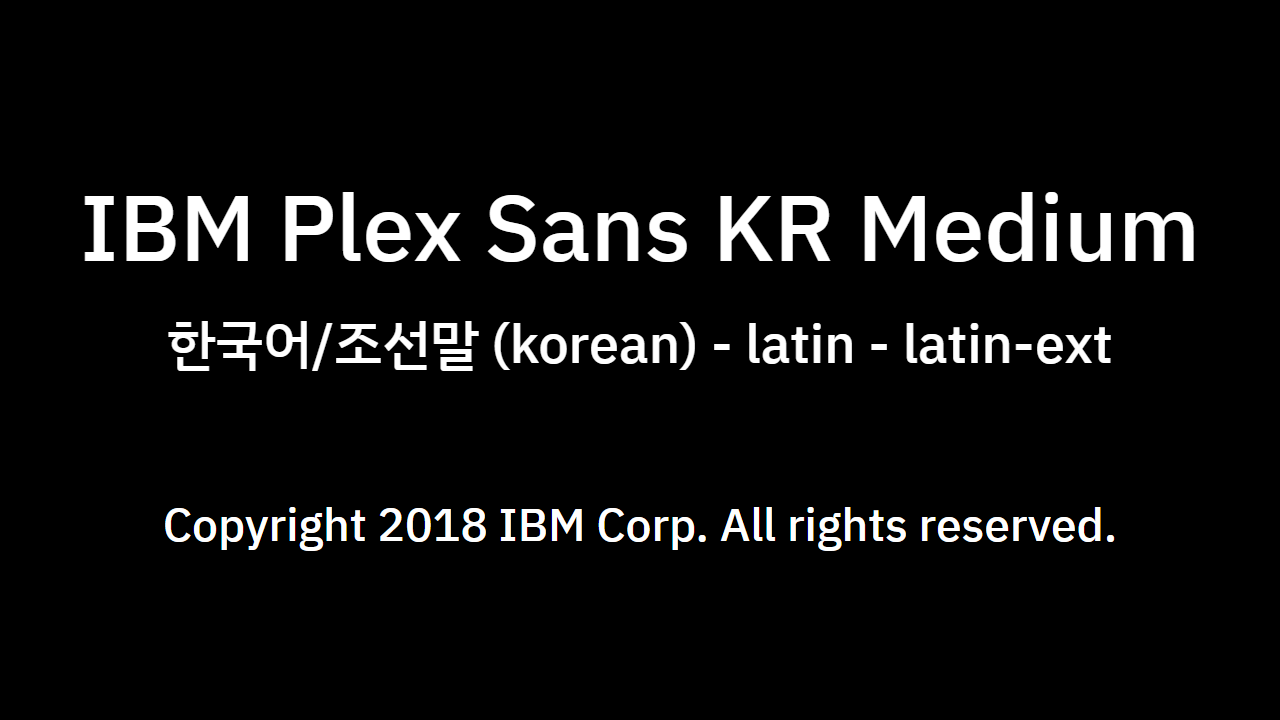 IBM Plex Sans KR Medium
한국어/조선말 (korean) - latin - latin-ext
Copyright 2018 IBM Corp. All rights reserved.